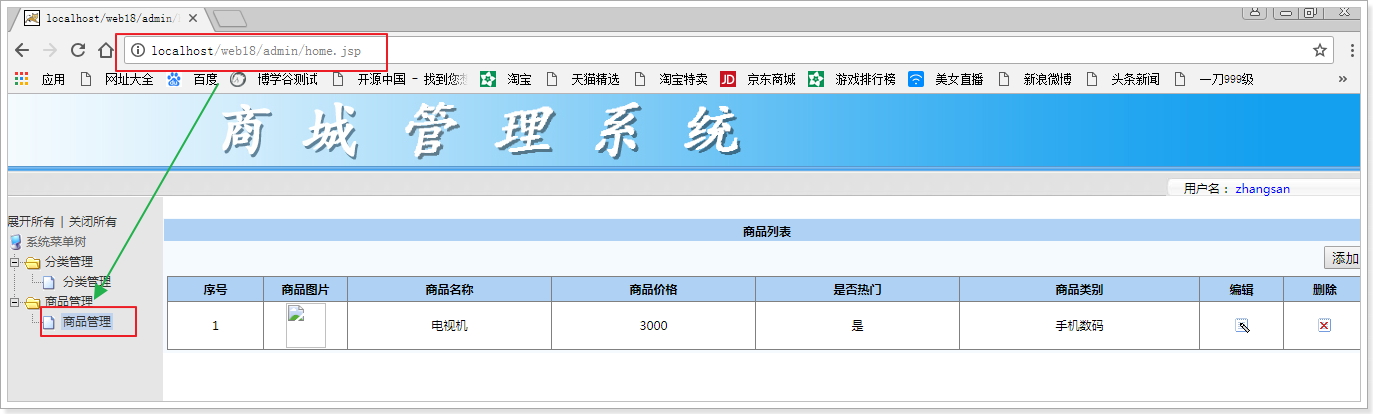 localhost/web18/admin/
localhost/web18/admin/home.jsp
应用 网址大全 百度 博学谷测试 开源中国 - 找到您想 淘宝 天猫精选 淘宝特卖 JD 京东商城 游戏排行榜 美女直播 新浪微博 头条新闻 一刀999级 »
商城管理系统
用户名： zhangsan
展开所有 | 关闭所有
系统菜单树
分类管理
分类管理
商品管理
商品管理
商品列表
添加
序号 商品图片 商品名称 商品价格 是否热门 商品类别 编辑 删除
1 电视机 3000 是 手机数码